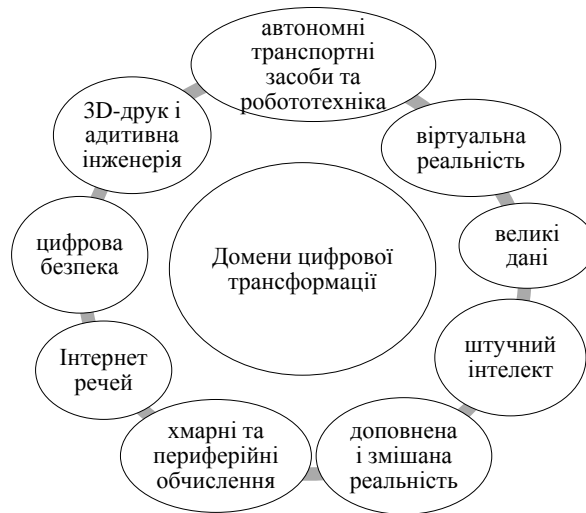 автономні
транспортні
засоби та
робототехніка
віртуальна
реальність
великі
дані
штучний
інтелект
доповнена
і змішана
реальність
хмарні та
периферійні
обчислення
Інтернет
речей
цифрова
безпека
3D-друк і
адитивна
інженерія
Домени цифрової
трансформації